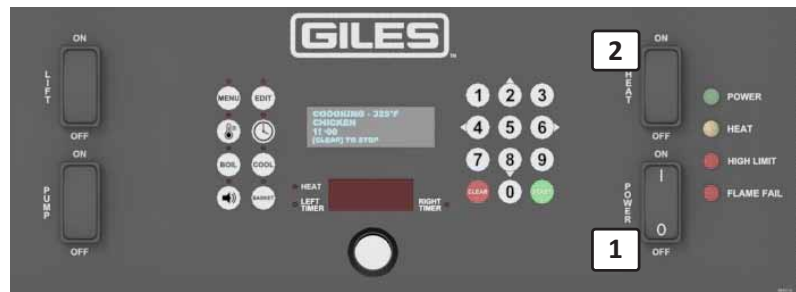 GILES
TM
ON
LIFT
OFF
ON
PUMP
OFF
MENU
EDIT
BOIL
COOL
BASKET
COOOKING - 325°F
CHICKEN
11:00
[CLEAR] TO STOP
HEAT
LEFT TIMER
RIGHT TIMER
1 2 3
4 5 6
7 8 9
CLEAR 0 START
2
ON
HEAT
OFF
ON
POWER
I
O
OFF
1
POWER
HEAT
HIGH LIMIT
FLAME FAIL